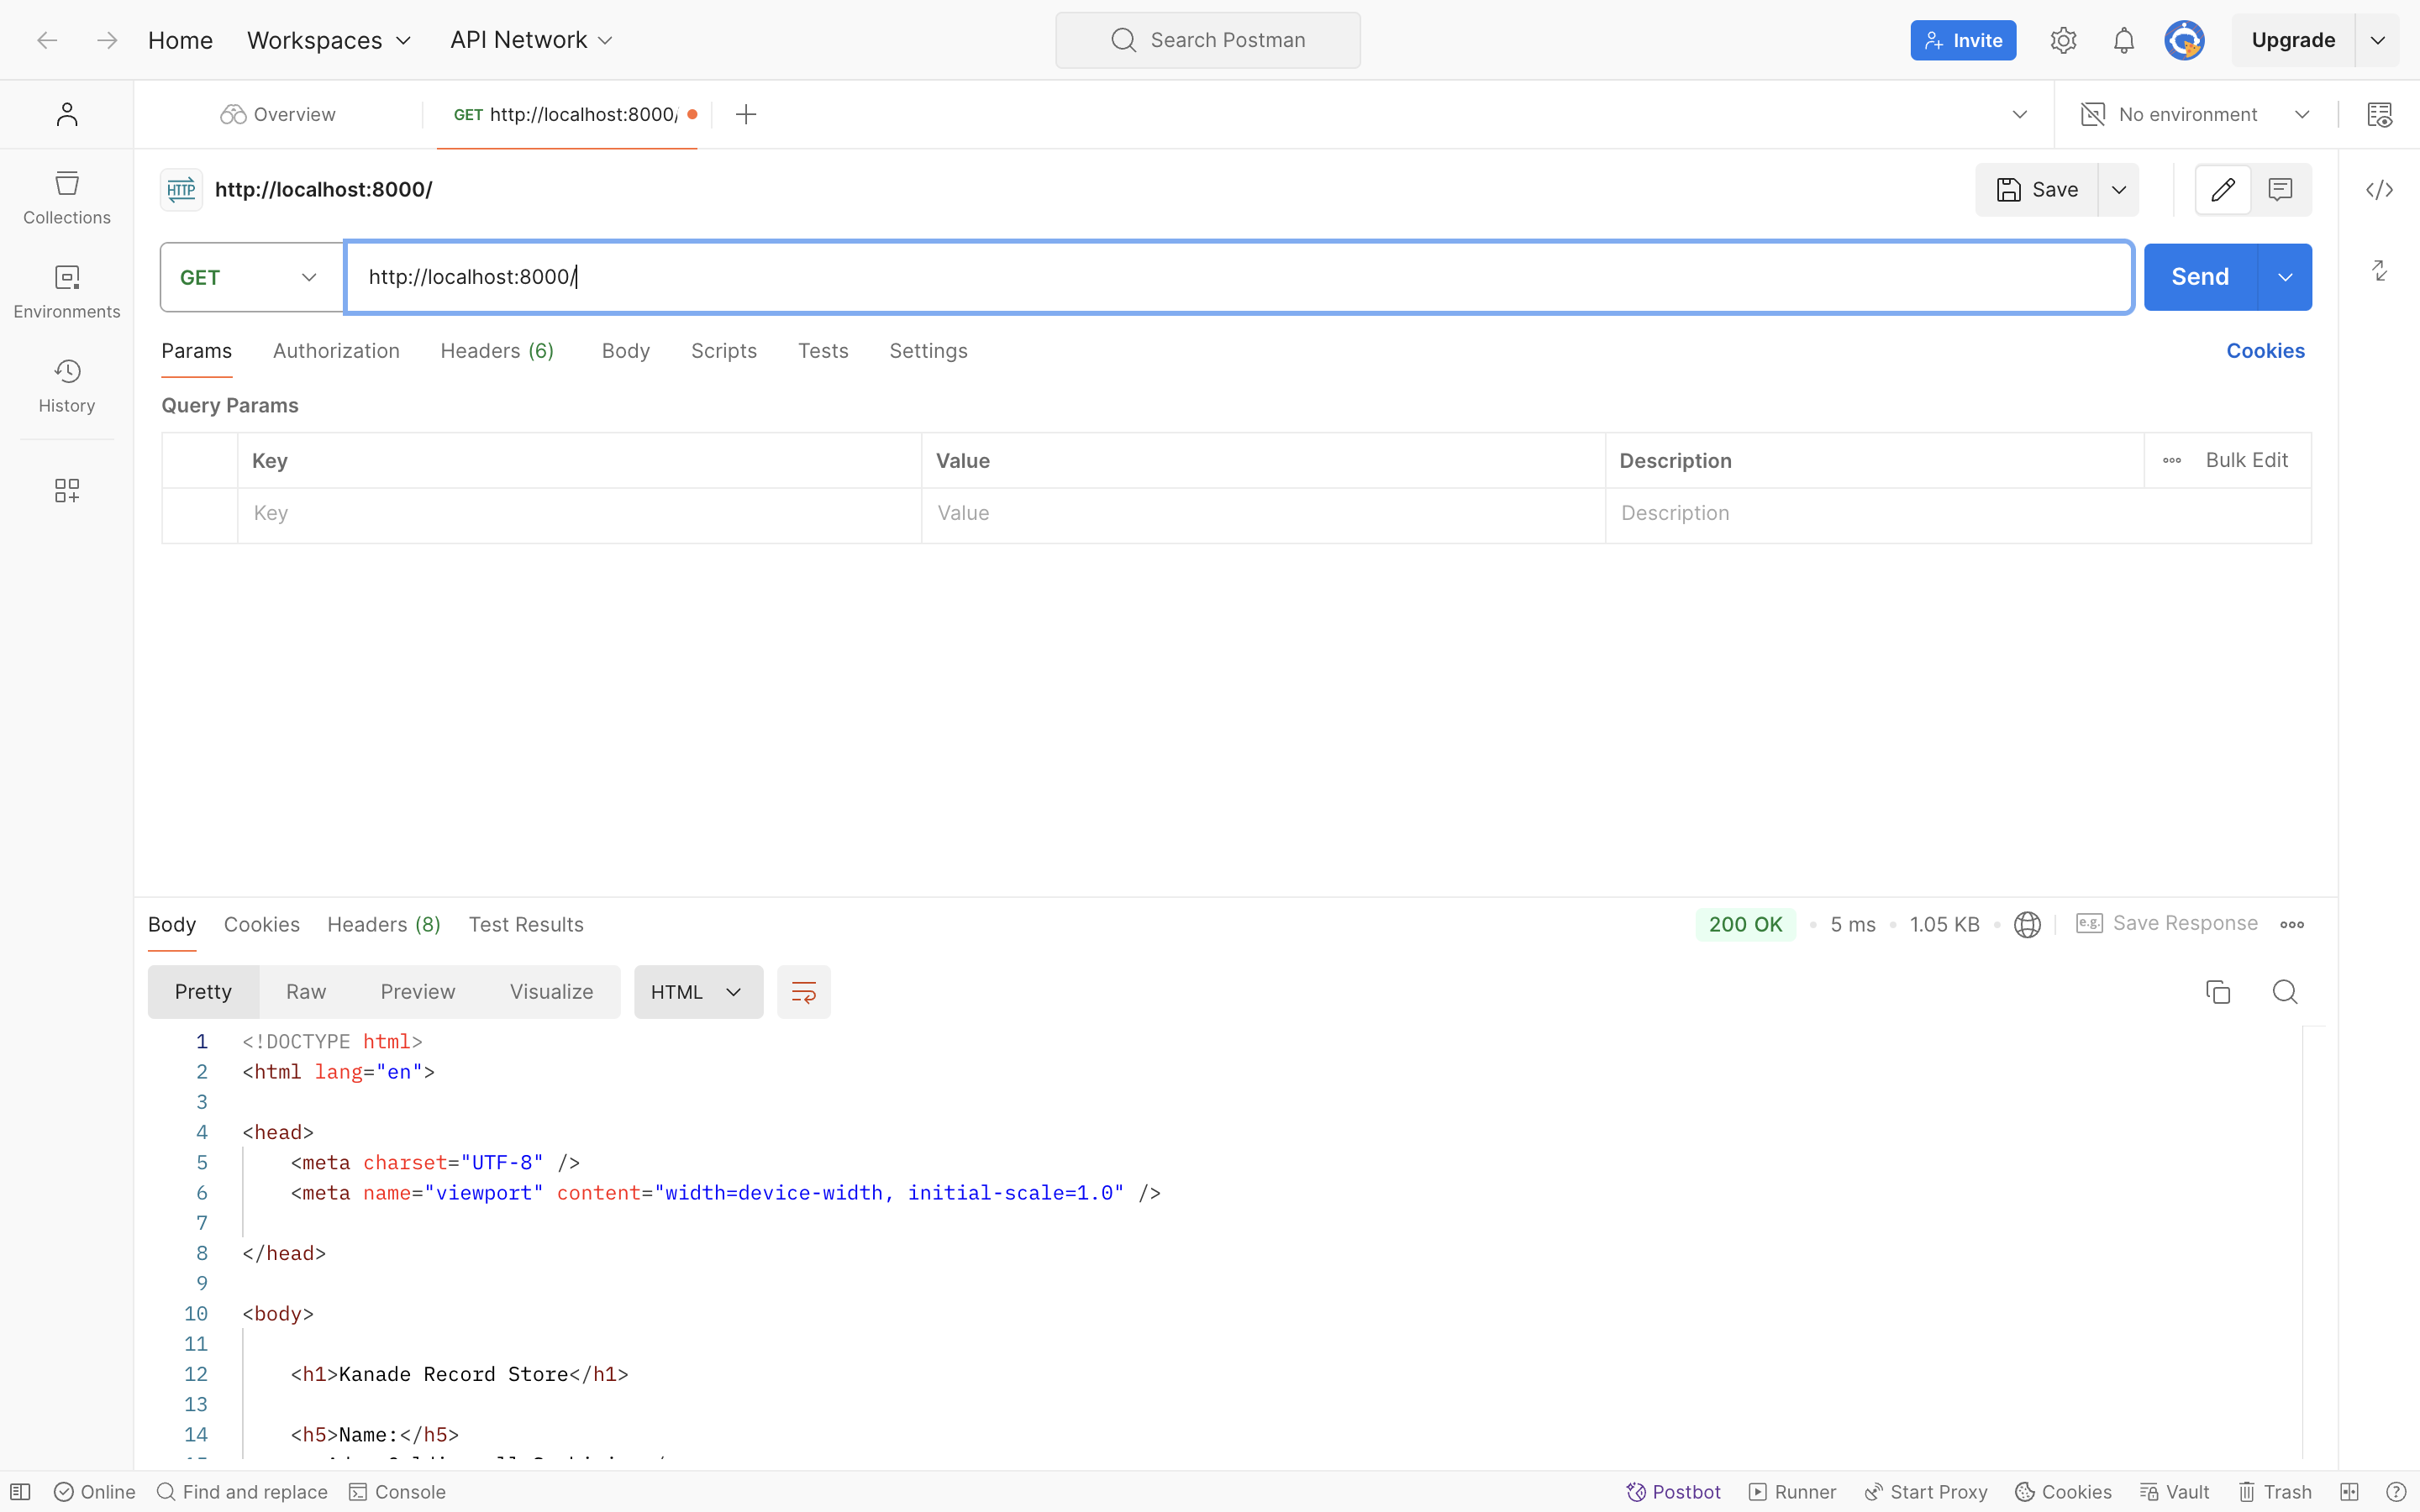 Home Workspaces API Network Search Postman Invite Upgrade
Overview GET http://localhost:8000/ No environment
HTTP http://localhost:8000/ Save
Collections
GET http://localhost:8000/ Send
Environments
Params Authorization Headers (6) Body Scripts Tests Settings Cookies
History
Query Params
Key Value Description Bulk Edit
Key Value Description
Body Cookies Headers (8) Test Results 200 OK 5 ms 1.05 KB e.g. Save Response
Pretty Raw Preview Visualize HTML
1 <!DOCTYPE html>
2 <html lang="en">
3
4 <head>
5 <meta charset="UTF-8" />
6 <meta name="viewport" content="width=device-width, initial-scale=1.0" />
7
8 </head>
9
10 <body>
11
12 <h1>Kanade Record Store</h1>
13
14 <h5>Name:</h5>
Online Find and replace Console Postbot Runner Start Proxy Cookies Vault Trash